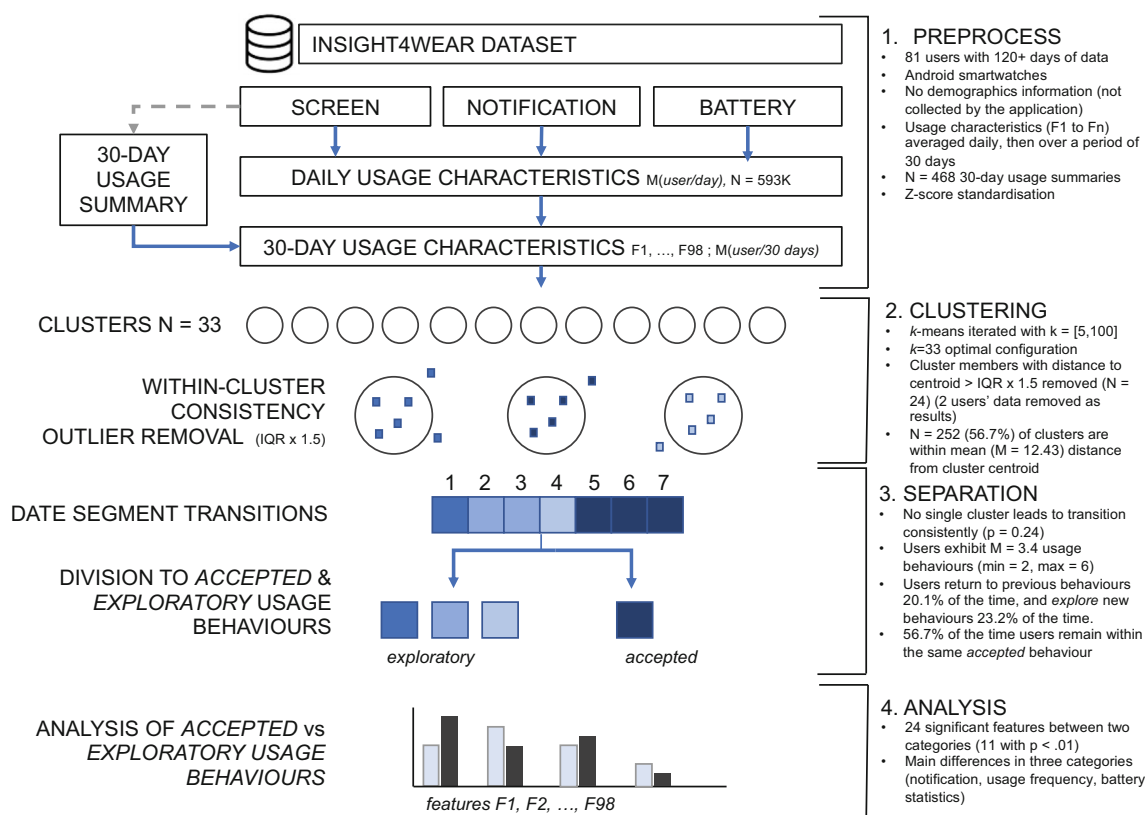 INSIGHT4WEAR DATASET
SCREEN
NOTIFICATION
BATTERY
30-DAY
USAGE
SUMMARY
DAILY USAGE CHARACTERISTICS M(user/day), N = 593K
30-DAY USAGE CHARACTERISTICS F1, ..., F98 ; M(user/30 days)
1. PREPROCESS
• 81 users with 120+ days of data
• Android smartwatches
• No demographics information (not
collected by the application)
• Usage characteristics (F1 to Fn)
averaged daily, then over a period of
30 days
• N = 468 30-day usage summaries
• Z-score standardisation
CLUSTERS N = 33
WITHIN-CLUSTER
CONSISTENCY
OUTLIER REMOVAL (IQR x 1.5)
2. CLUSTERING
• k-means iterated with k = [5,100]
• k=33 optimal configuration
• Cluster members with distance to
centroid > IQR x 1.5 removed (N =
24) (2 users' data removed as
results)
• N = 252 (56.7%) of clusters are
within mean (M = 12.43) distance
from cluster centroid
1 2 3 4 5 6 7
DATE SEGMENT TRANSITIONS
DIVISION TO ACCEPTED &
EXPLORATORY USAGE
BEHAVIOURS
exploratory
accepted
3. SEPARATION
• No single cluster leads to transition
consistently (p = 0.24)
• Users exhibit M = 3.4 usage
behaviours (min = 2, max = 6)
• Users return to previous behaviours
20.1% of the time, and explore new
behaviours 23.2% of the time.
• 56.7% of the time users remain within
the same accepted behaviour
ANALYSIS OF ACCEPTED vs
EXPLORATORY USAGE
BEHAVIOURS
features F1, F2, ..., F98
4. ANALYSIS
• 24 significant features between two
categories (11 with p < .01)
• Main differences in three categories
(notification, usage frequency, battery
statistics)